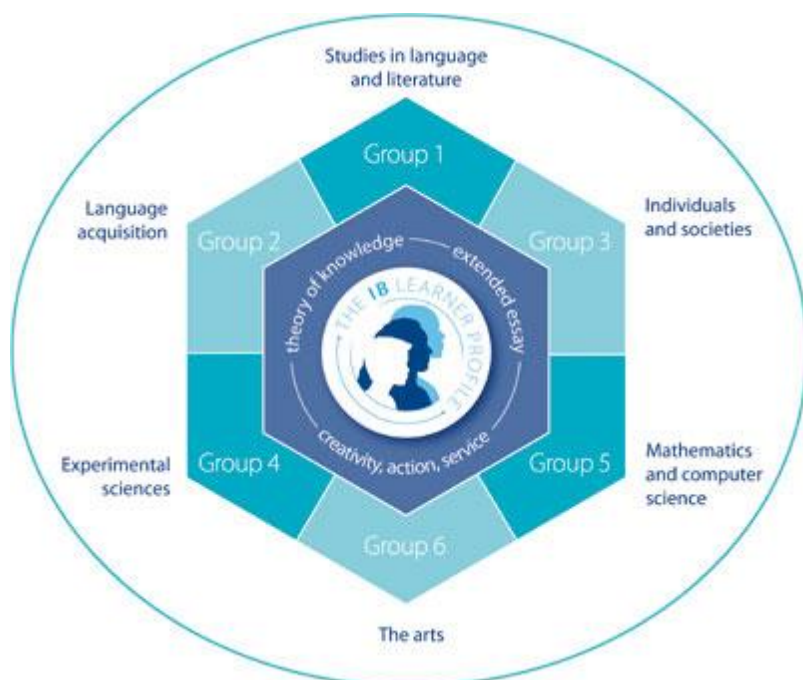 Studies in language
and literature
Group 1
Language
acquisition
Group 2
Individuals
and societies
Group 3
theory of knowledge
extended essay
THE IB LEARNER PROFILE
creativity, action, service
Experimental
sciences
Group 4
Group 5
Mathematics
and computer
science
Group 6
The arts